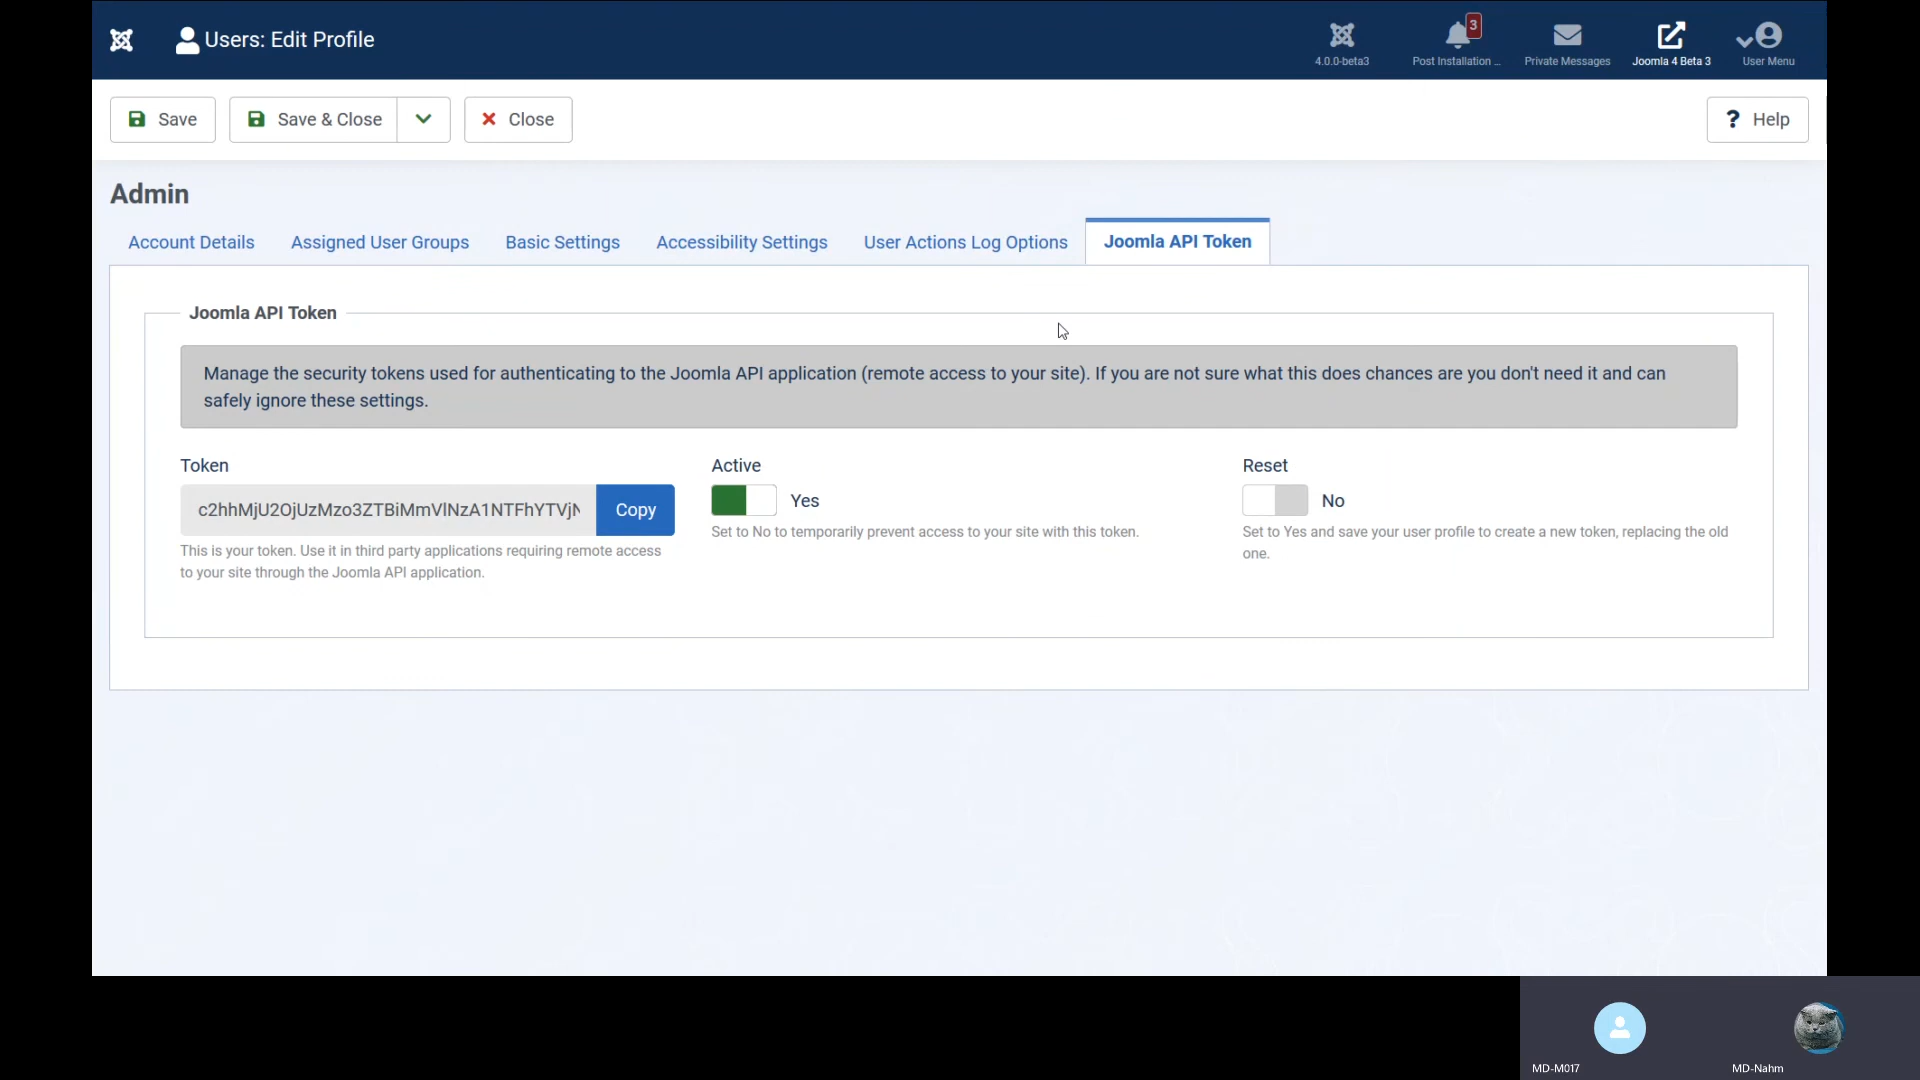 Users: Edit Profile
4.0.0-beta3
3
Post Installation ...
Private Messages
Joomla 4 Beta 3
User Menu
Save
Save & Close
Close
? Help
Admin
Account Details
Assigned User Groups
Basic Settings
Accessibility Settings
User Actions Log Options
Joomla API Token
Joomla API Token
Manage the security tokens used for authenticating to the Joomla API application (remote access to your site). If you are not sure what this does chances are you don't need it and can
safely ignore these settings.
Token
Active
Reset
c2hhMjU2OjUzMzo3ZTBiMmVlNzA1NTFhYTVjN
Copy
Yes
No
This is your token. Use it in third party applications requiring remote access
to your site through the Joomla API application.
Set to No to temporarily prevent access to your site with this token.
Set to Yes and save your user profile to create a new token, replacing the old
one.
MD-M017
MD-Nahm